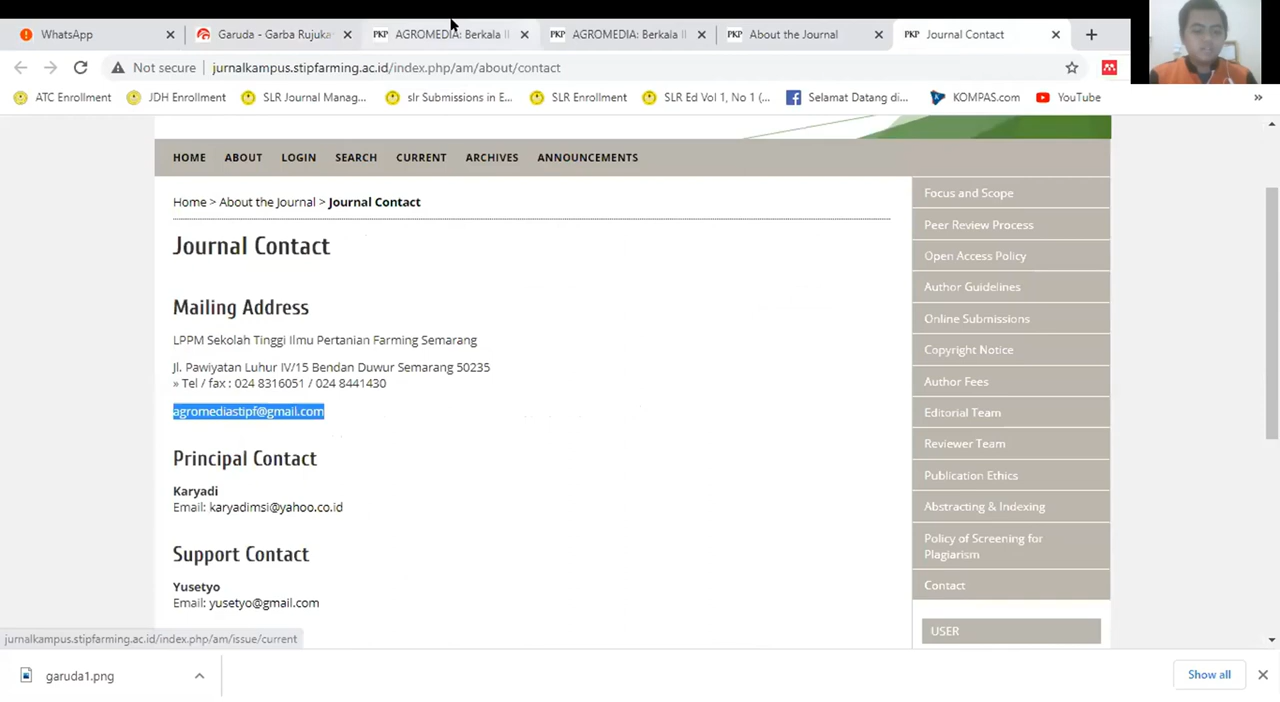 WhatsApp
Garuda - Garba Rujuka
PKP AGROMEDIA: Berkala Il
PKP AGROMEDIA: Berkala Il
PKP About the Journal
PKP Journal Contact
Not secure
jurnalkampus.stipfarming.ac.id/index.php/am/about/contact
ATC Enrollment
JDH Enrollment
SLR Journal Manag...
slr Submissions in E...
SLR Enrollment
SLR Ed Vol 1, No 1 (...
Selamat Datang di...
KOMPAS.com
YouTube
»
HOME ABOUT LOGIN SEARCH CURRENT ARCHIVES ANNOUNCEMENTS
Home > About the Journal > Journal Contact
Journal Contact
Mailing Address
LPPM Sekolah Tinggi Ilmu Pertanian Farming Semarang
Jl. Pawiyatan Luhur IV/15 Bendan Duwur Semarang 50235
» Tel / fax : 024 8316051 / 024 8441430
agromediastipf@gmail.com
Principal Contact
Karyadi
Email: karyadimsi@yahoo.co.id
Support Contact
Yusetyo
Email: yusetyo@gmail.com
Focus and Scope
Peer Review Process
Open Access Policy
Author Guidelines
Online Submissions
Copyright Notice
Author Fees
Editorial Team
Reviewer Team
Publication Ethics
Abstracting & Indexing
Policy of Screening for
Plagiarism
Contact
USER
jurnalkampus.stipfarming.ac.id/index.php/am/issue/current
garuda1.png
Show all